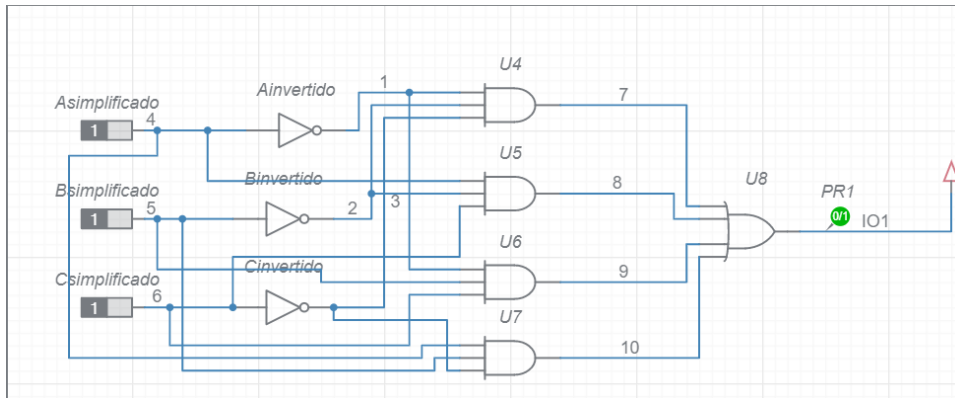 U4
1
Ainvertido
7
Asimplificado
4
1
U5
Binvertido
8
U8
PR1
Bsimplificado
0/1
1
5
2
3
IO1
U6
Cinvertido
9
Csimplificado
6
1
U7
10